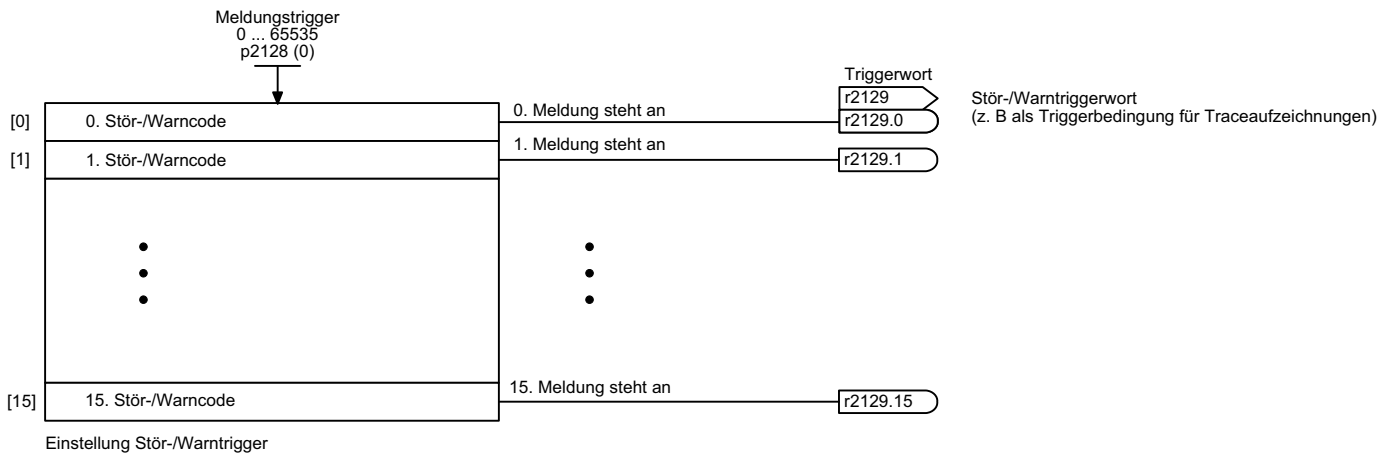 Meldungstrigger
0 ... 65535
p2128 (0)
Triggerwort
r2129
Stör-/Warntriggerwort
[0]
0. Stör-/Warncode
0. Meldung steht an
r2129.0
(z. B als Triggerbedingung für Traceaufzeichnungen)
[1]
1. Stör-/Warncode
1. Meldung steht an
r2129.1
[15]
15. Stör-/Warncode
15. Meldung steht an
r2129.15
Einstellung Stör-/Warntrigger